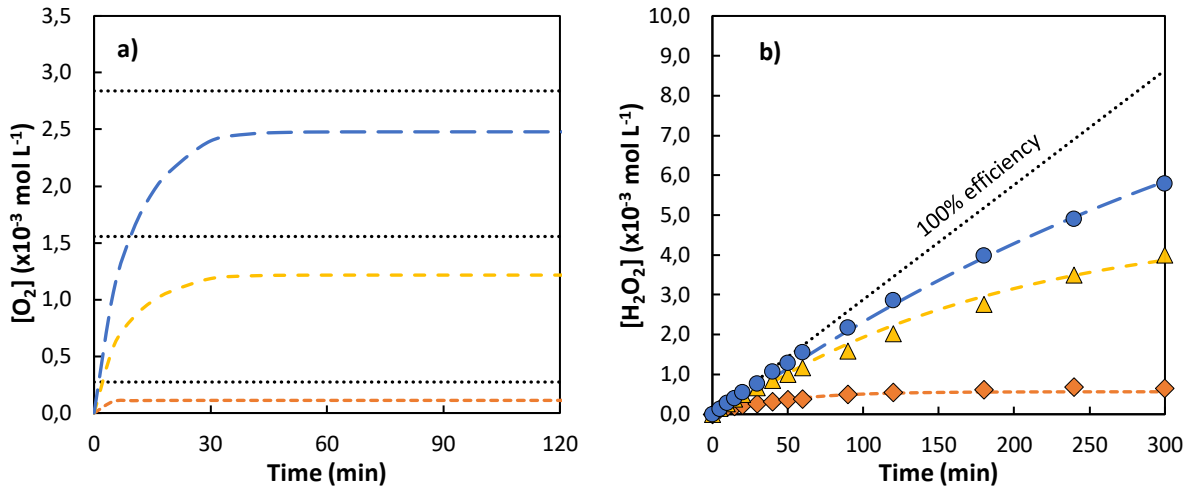 a)
[O₂] (x10⁻³ mol L⁻¹)
3,5
3,0
2,5
2,0
1,5
1,0
0,5
0,0
0 30 60 90 120
Time (min)
b)
[H₂O₂] (x10⁻³ mol L⁻¹)
10,0
9,0
8,0
7,0
6,0
5,0
4,0
3,0
2,0
1,0
0,0
100% efficiency
0 50 100 150 200 250 300
Time (min)